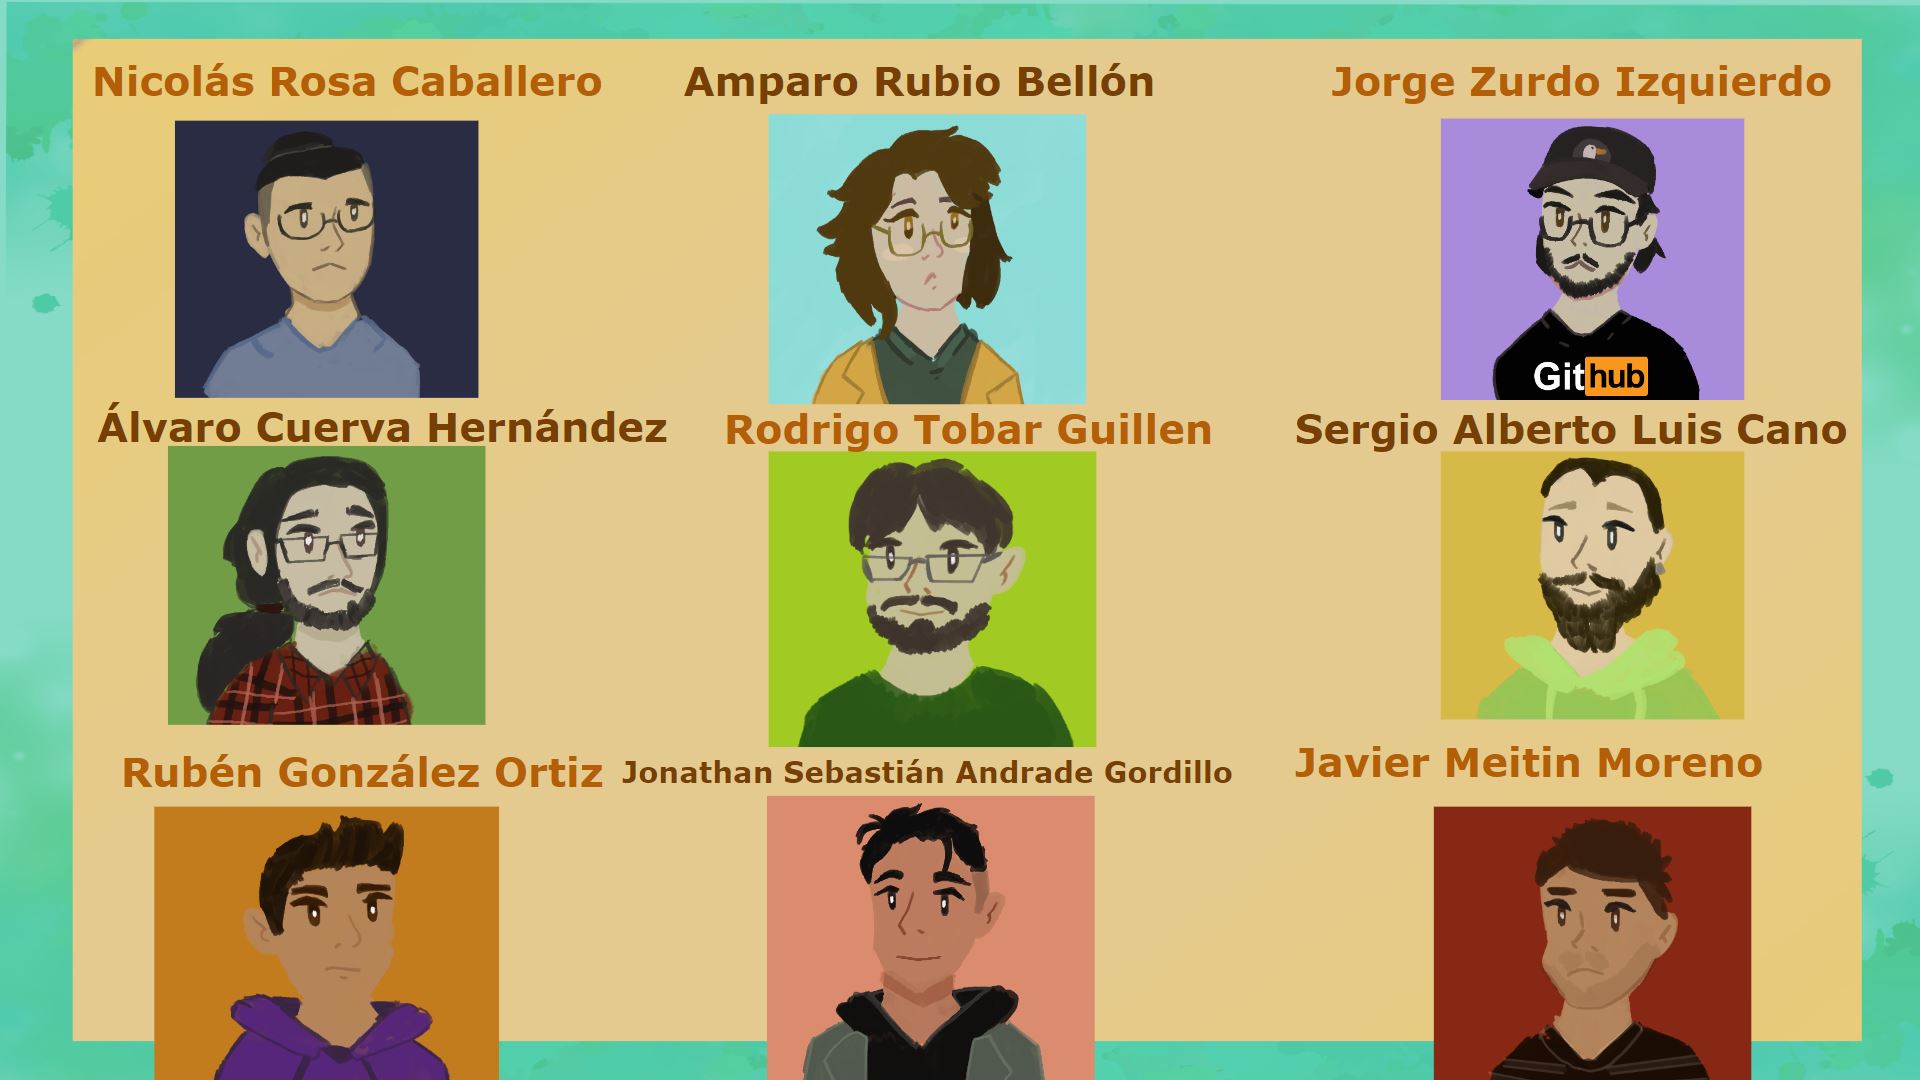 Nicolás Rosa Caballero
Amparo Rubio Bellón
Jorge Zurdo Izquierdo
Github
Álvaro Cuerva Hernández
Rodrigo Tobar Guillen
Sergio Alberto Luis Cano
Rubén González Ortiz
Jonathan Sebastián Andrade Gordillo
Javier Meitin Moreno